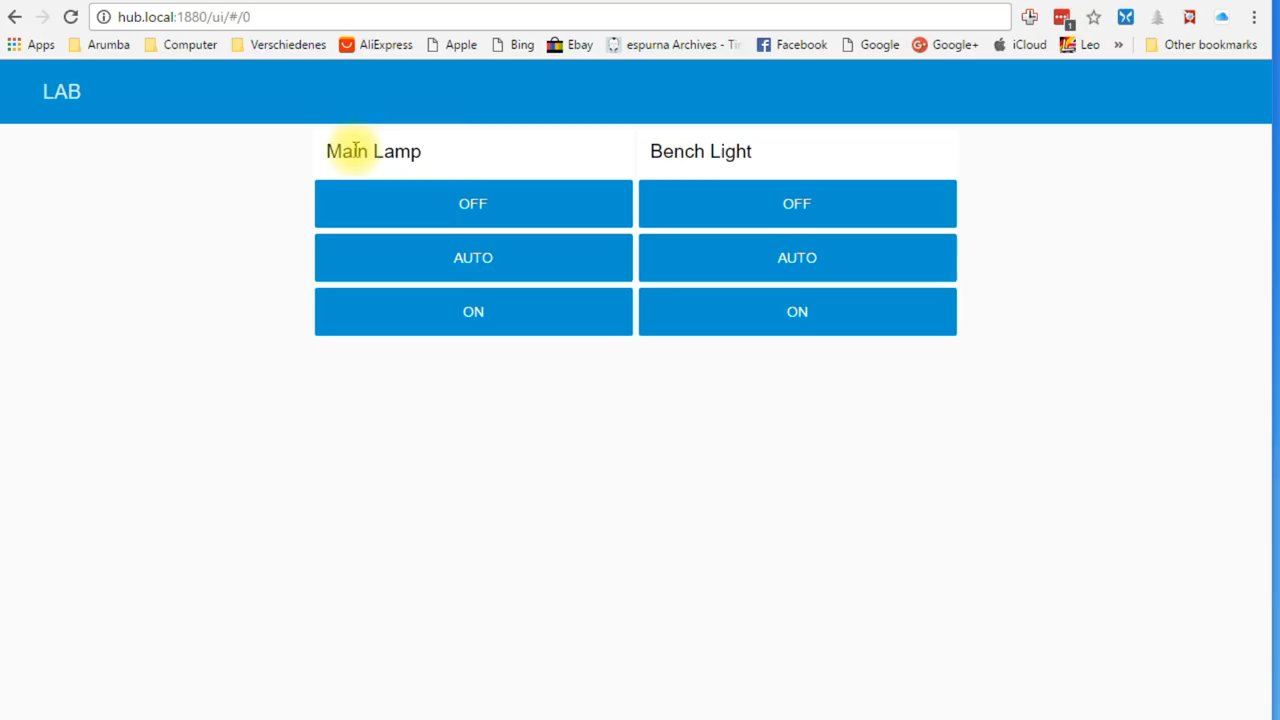 hub.local:1880/ui/#/0
1
Apps Arumba Computer Verschiedenes AliExpress Apple Bing Ebay espurna Archives - Facebook Google Google+ iCloud Leo » Other bookmarks
LAB
Main Lamp Bench Light
OFF OFF
AUTO AUTO
ON ON